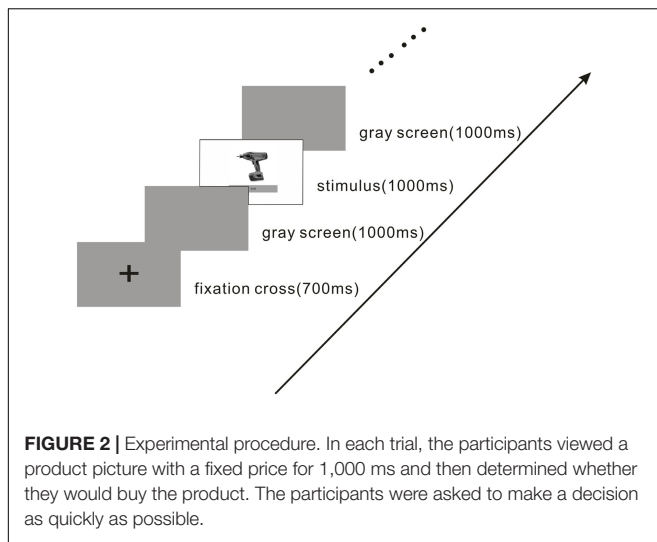 gray screen(1000ms)
stimulus(1000ms)
gray screen(1000ms)
fixation cross(700ms)
FIGURE 2 | Experimental procedure. In each trial, the participants viewed a
product picture with a fixed price for 1,000 ms and then determined whether
they would buy the product. The participants were asked to make a decision
as quickly as possible.